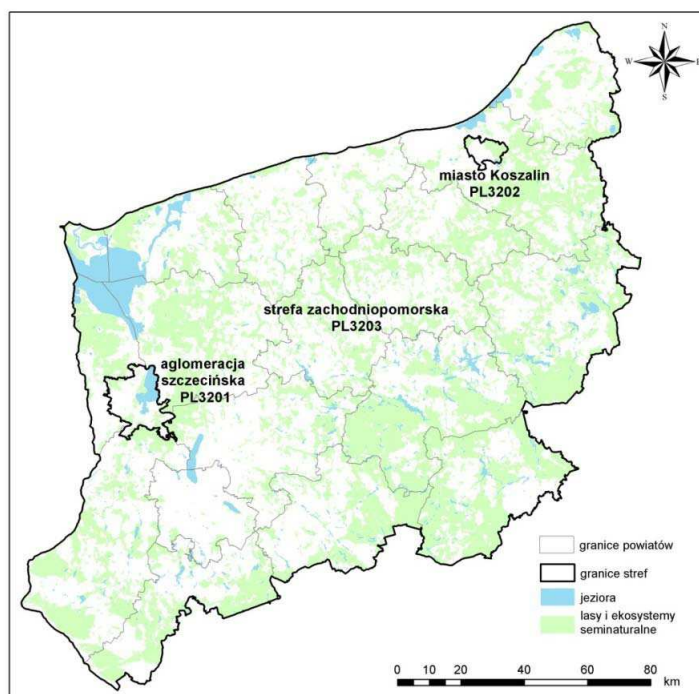 N
W
E
S
miasto Koszalin
PL3202
strefa zachodniopomorska
PL3203
aglomeracja
szczecińska
PL3201
granice powiatów
granice stref
jeziora
lasy i ekosystemy
seminaturalne
0 10 20 40 60 80
km